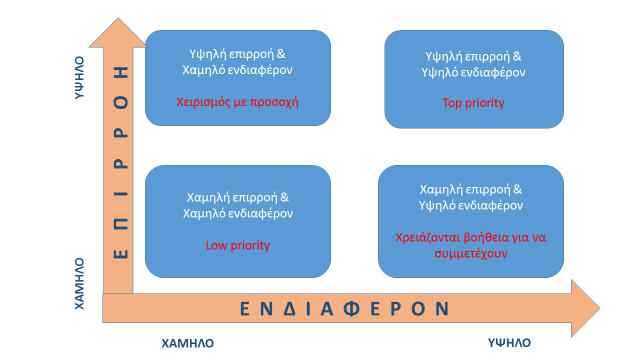 ΥΨΗΛΟ
ΕΠΙΡΡΟΗ
ΧΑΜΗΛΟ
Υψηλή επιρροή &
Χαμηλό ενδιαφέρον
Χειρισμός με προσοχή
Υψηλή επιρροή &
Υψηλό ενδιαφέρον
Top priority
Χαμηλή επιρροή &
Χαμηλό ενδιαφέρον
Low priority
Χαμηλή επιρροή &
Υψηλό ενδιαφέρον
Χρειάζονται βοήθεια για να
συμμετέχουν
ΕΝΔΙΑΦΕΡΟΝ
ΧΑΜΗΛΟ
ΥΨΗΛΟ